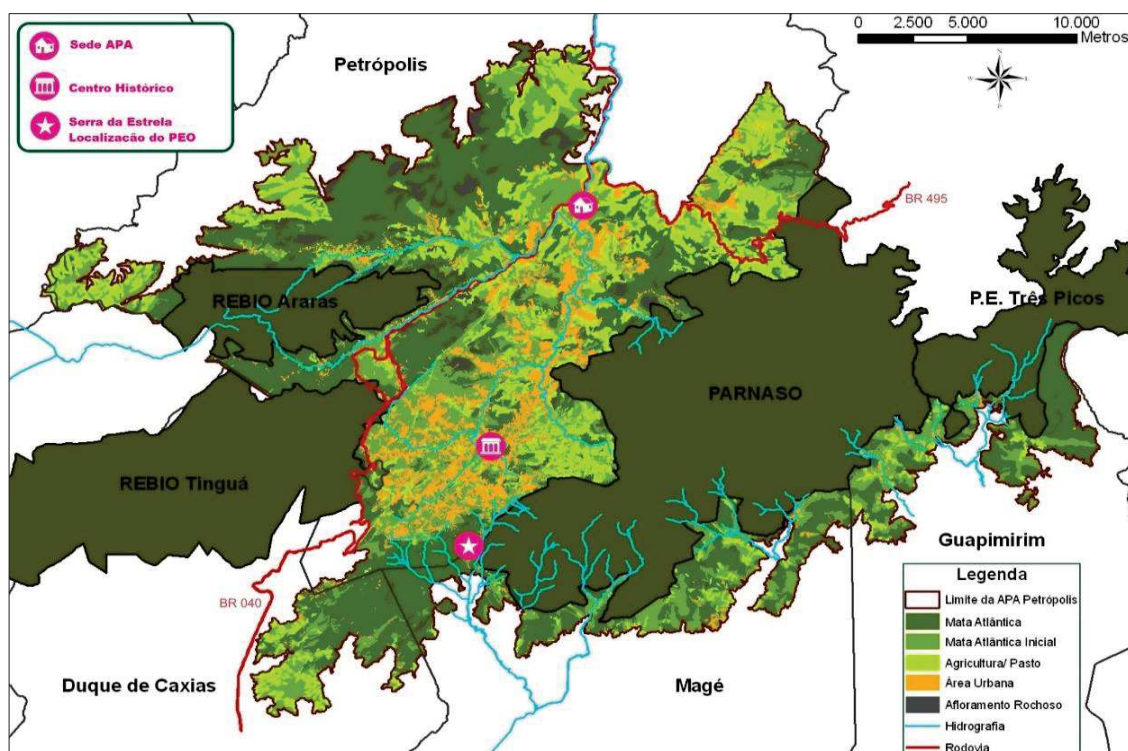 Sede APA
Centro Histórico
Serra da Estrela
Localização do PEO
Petrópolis
0 2.500 5.000 10.000
Metros
N
BR 495
REBIO Araras
P.E. Três Picos
PARNASO
REBIO Tinguá
Guapimirim
BR 040
Duque de Caxias
Magé
Legenda
Limite da APA Petrópolis
Mata Atlântica
Mata Atlântica Inicial
Agricultura/ Pasto
Área Urbana
Afloramento Rochoso
Hidrografia
Rodovia